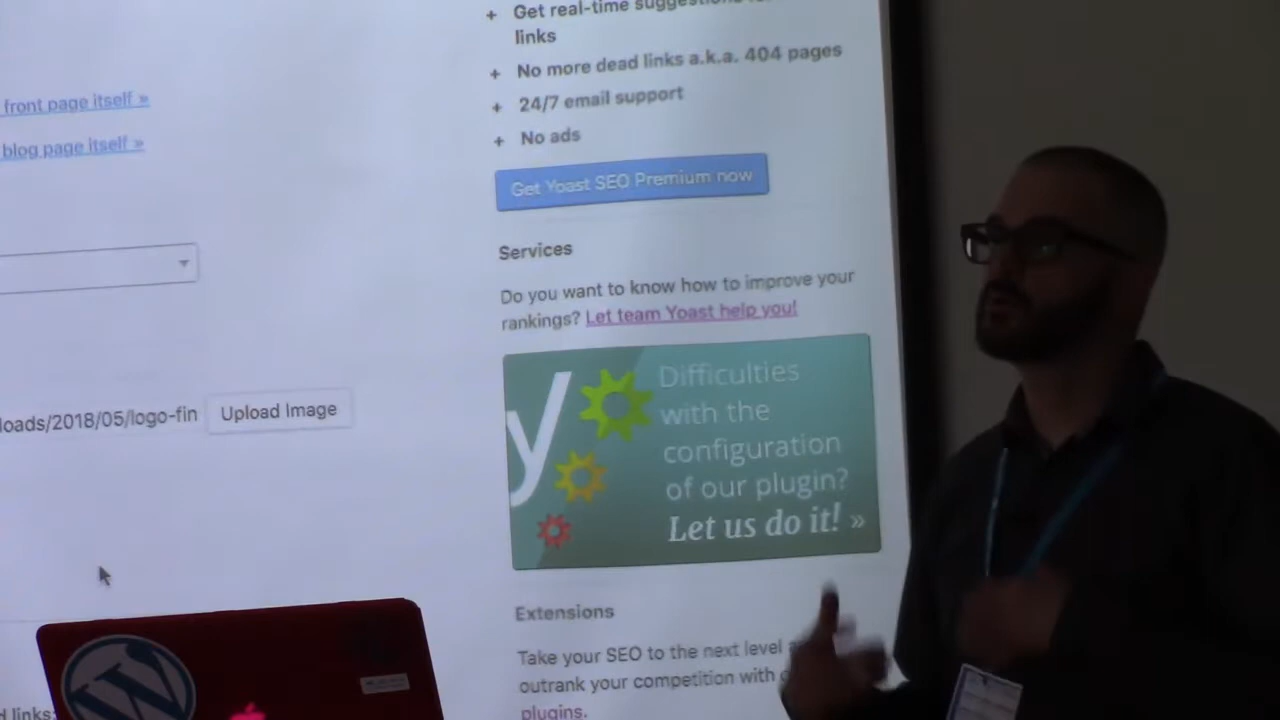 + Get real-time suggestions for
links
+ No more dead links a.k.a. 404 pages
front page itself »
+ 24/7 email support
+ No ads
blog page itself »
Get Yoast SEO Premium now
Services
Do you want to know how to improve your
rankings? Let team Yoast help you!
y
Difficulties
with the
configuration
of our plugin?
Let us do it! »
loads/2018/05/logo-fin
Upload Image
Extensions
Take your SEO to the next level
outrank your competition with
plugins.
links:
W